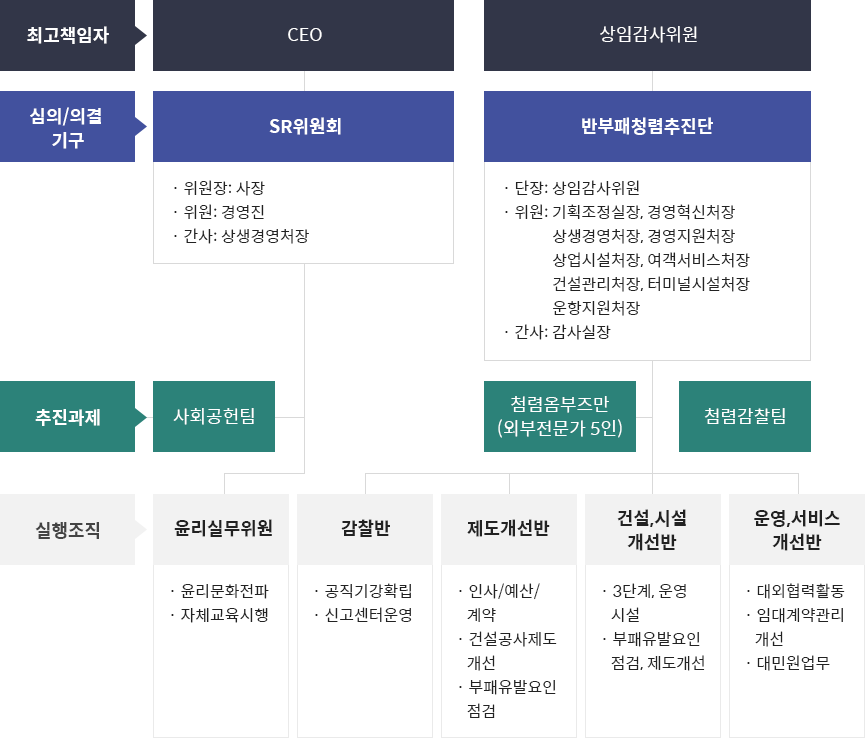 최고책임자
CEO
상임감사위원
심의/의결
기구
SR위원회
반부패청렴추진단
· 위원장: 사장
· 위원: 경영진
· 간사: 상생경영처장
· 단장: 상임감사위원
· 위원: 기획조정실장, 경영혁신처장
상생경영처장, 경영지원처장
상업시설처장, 여객서비스처장
건설관리처장, 터미널시설처장
운항지원처장
· 간사: 감사실장
추진과제
사회공헌팀
청렴옴부즈만
(외부전문가 5인)
청렴감찰팀
실행조직
윤리실무위원
감찰반
제도개선반
건설,시설
개선반
운영,서비스
개선반
· 윤리문화전파
· 자체교육시행
· 공직기강확립
· 신고센터운영
· 인사/예산/
계약
· 건설공사제도
개선
· 부패유발요인
점검
· 3단계, 운영
시설
· 부패유발요인
점검, 제도개선
· 대외협력활동
· 임대계약관리
개선
· 대민원업무